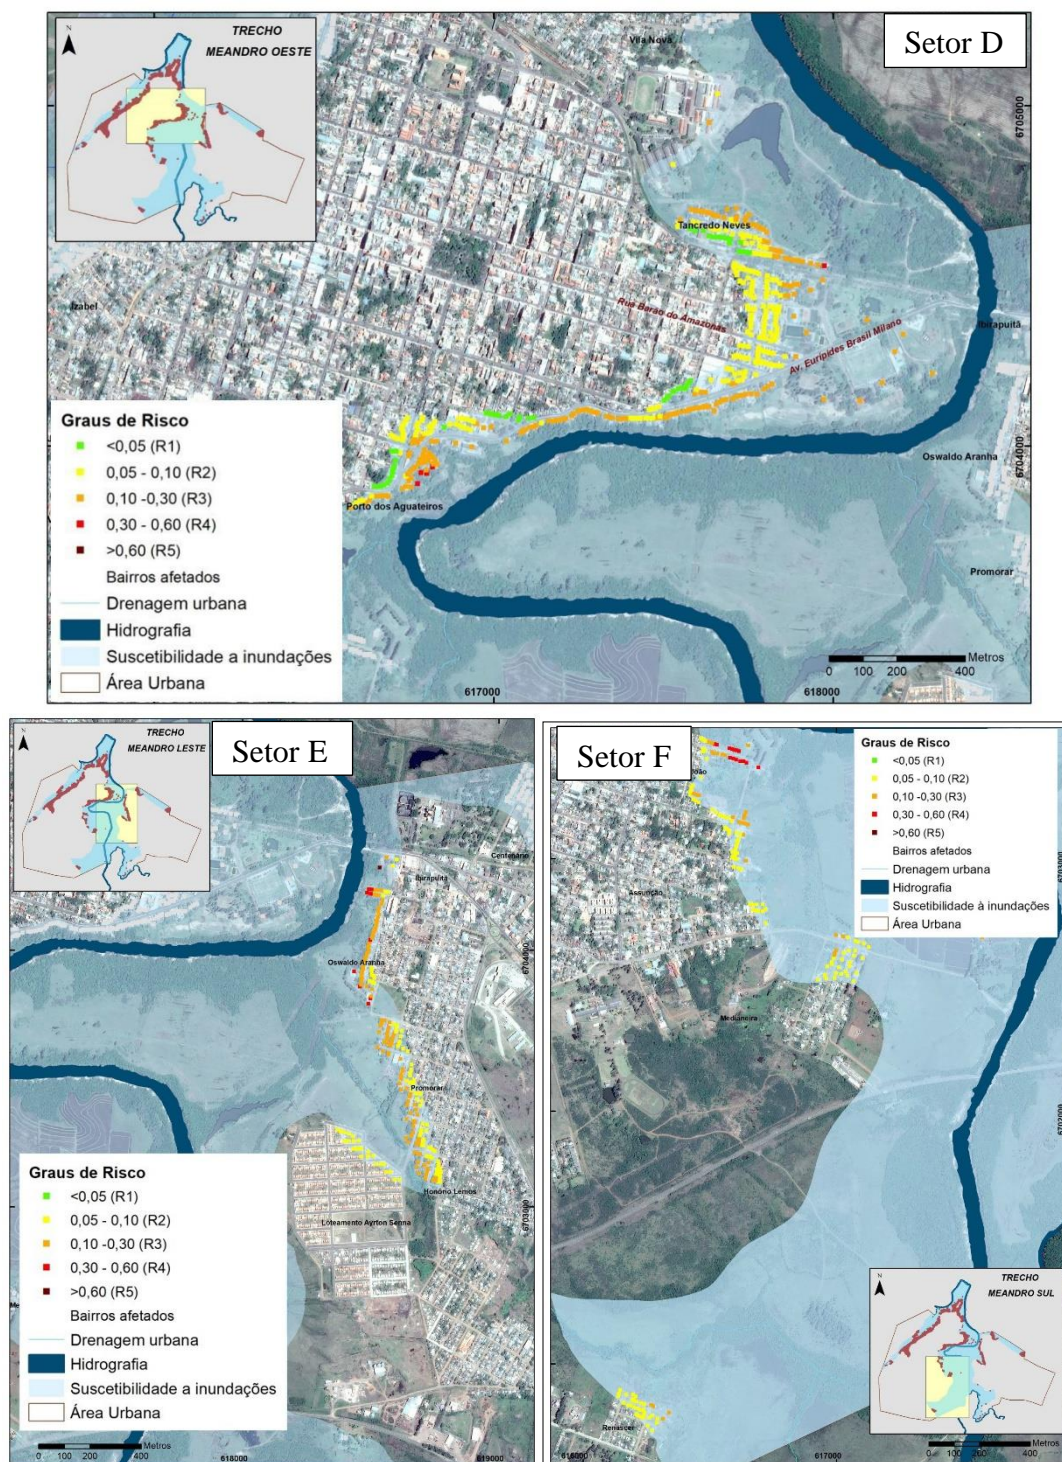 TRECHO
MEANDRO OESTE
N
Setor D
Vila Nova
6705000
Tancredo Neves
Izabel
Rua Barão do Amazonas
Ibirapuitã
Av. Eurípides Brasil Milano
Graus de Risco
<0,05 (R1)
0,05 - 0,10 (R2)
0,10 -0,30 (R3)
0,30 - 0,60 (R4)
>0,60 (R5)
Bairros afetados
Drenagem urbana
Hidrografia
Suscetibilidade a inundações
Área Urbana
Oswaldo Aranha
6704000
Porto dos Aguateiros
Promorar
Metros
0 100 200 400
617000
618000
TRECHO
MEANDRO LESTE
N
Setor E
Centenário
Ibirapuitã
Oswaldo Aranha
6704000
Promorar
Honório Lemos
6703000
Loteamento Ayrton Senna
Graus de Risco
<0,05 (R1)
0,05 - 0,10 (R2)
0,10 -0,30 (R3)
0,30 - 0,60 (R4)
>0,60 (R5)
Bairros afetados
Drenagem urbana
Hidrografia
Suscetibilidade a inundações
Área Urbana
Metros
0 100 200 400
618000
619000
Setor F
Graus de Risco
<0,05 (R1)
0,05 - 0,10 (R2)
0,10 -0,30 (R3)
0,30 - 0,60 (R4)
>0,60 (R5)
Bairros afetados
Drenagem urbana
Hidrografia
Suscetibilidade à inundações
Área Urbana
6703000
Assunção
Medianeira
6702000
TRECHO
MEANDRO SUL
N
Renascer
616000
617000
Metros
0 100 200 400